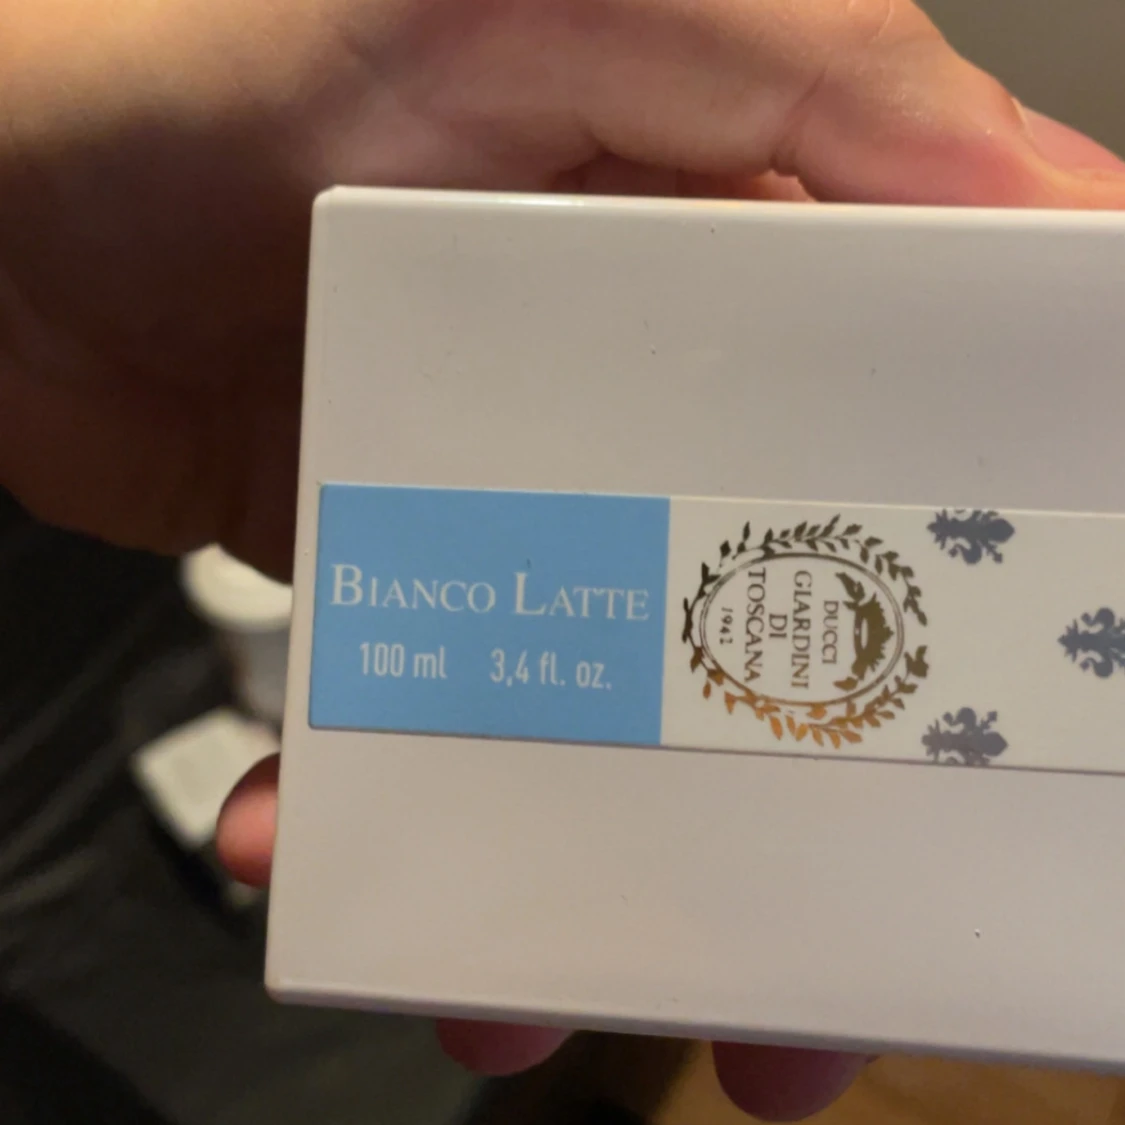 BIANCO LATTE
100 ml 3,4 fl. oz.
DUCCI
GIARDINI
DI
TOSCANA
1942